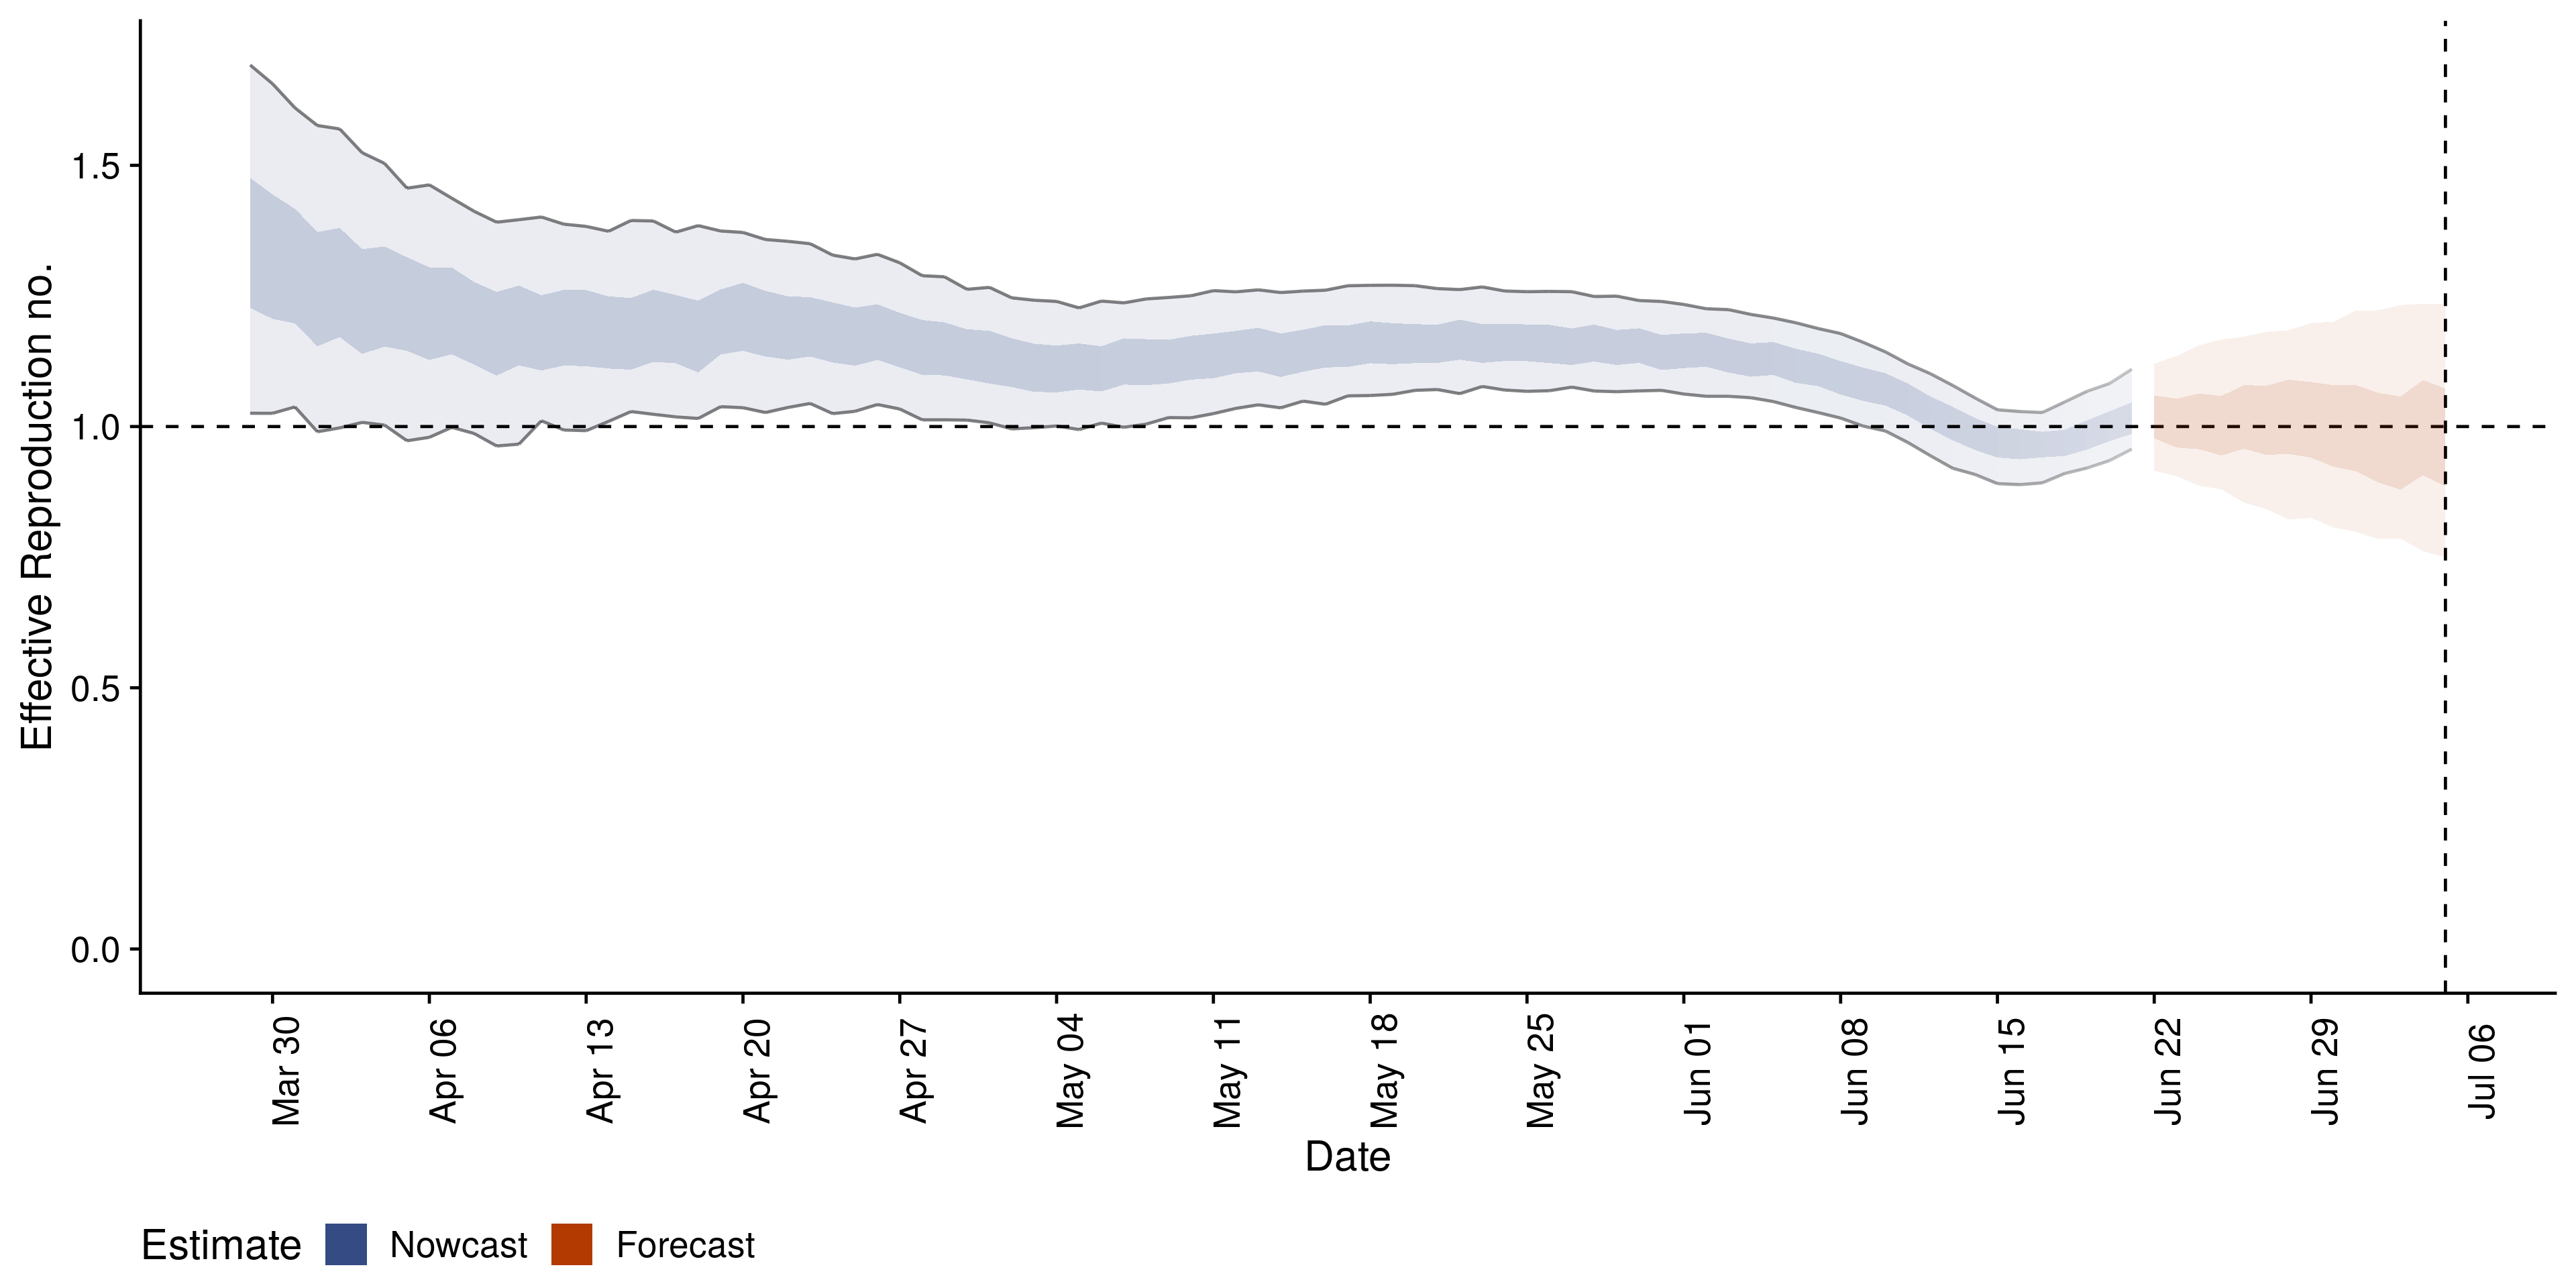 Effective Reproduction no.
1.5
1.0
0.5
0.0
Mar 30
Apr 06
Apr 13
Apr 20
Apr 27
May 04
May 11
May 18
May 25
Jun 01
Jun 08
Jun 15
Jun 22
Jun 29
Jul 06
Date
Estimate Nowcast Forecast